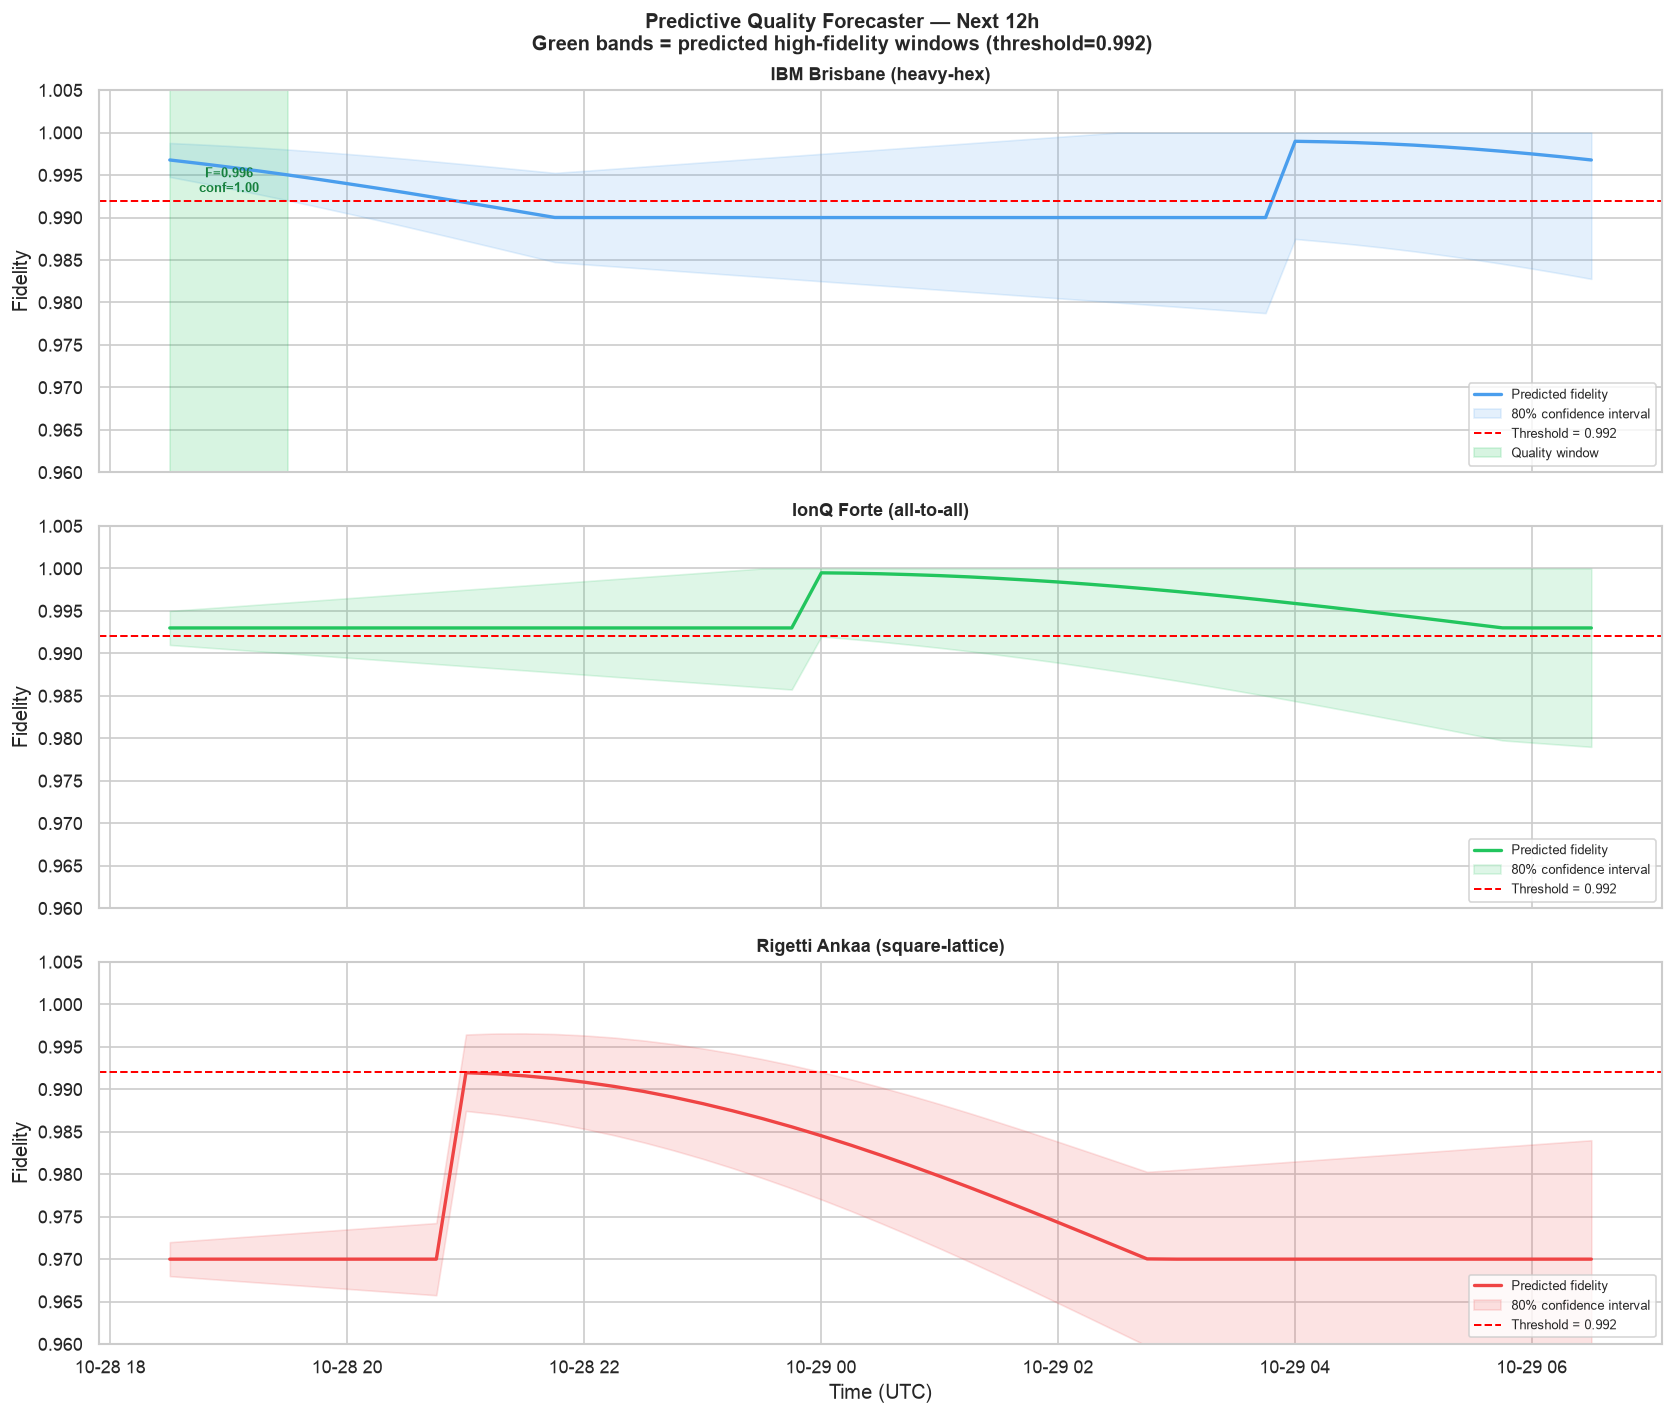 Predictive Quality Forecaster — Next 12h
Green bands = predicted high-fidelity windows (threshold=0.992)
IBM Brisbane (heavy-hex)
1.005
1.000
0.995
0.990
0.985
0.980
0.975
0.970
0.965
0.960
Fidelity
F=0.996
conf=1.00
Predicted fidelity
80% confidence interval
Threshold = 0.992
Quality window
IonQ Forte (all-to-all)
1.005
1.000
0.995
0.990
0.985
0.980
0.975
0.970
0.965
0.960
Fidelity
Predicted fidelity
80% confidence interval
Threshold = 0.992
Rigetti Ankaa (square-lattice)
1.005
1.000
0.995
0.990
0.985
0.980
0.975
0.970
0.965
0.960
Fidelity
Predicted fidelity
80% confidence interval
Threshold = 0.992
10-28 18
10-28 20
10-28 22
10-29 00
10-29 02
10-29 04
10-29 06
Time (UTC)